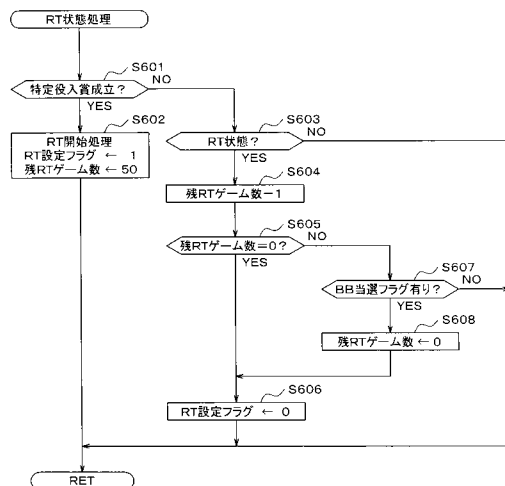 RT状態処理
S601
特定役入賞成立？
NO
YES
S602
RT開始処理
RT設定フラグ ← 1
残RTゲーム数 ← 50
S603
RT状態？
NO
YES
S604
残RTゲーム数−1
S605
残RTゲーム数=0？
NO
YES
S607
BB当選フラグ有り？
NO
YES
S608
残RTゲーム数 ← 0
S606
RT設定フラグ ← 0
RET